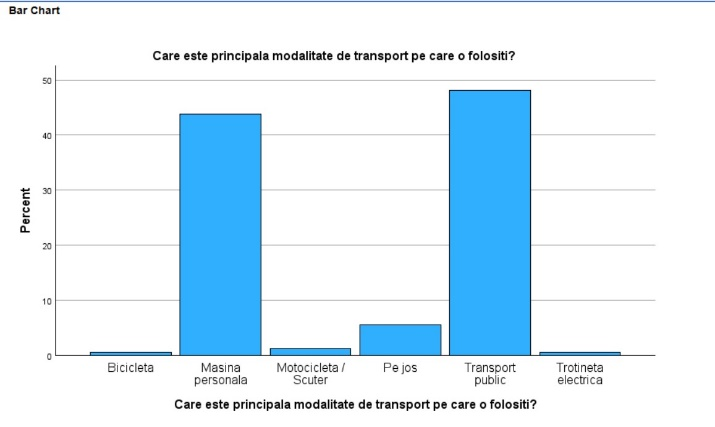 Bar Chart
Care este principala modalitate de transport pe care o folositi?
Percent
50
40
30
20
10
0
Bicicleta
Masina
personala
Motocicleta /
Scuter
Pe jos
Transport
public
Trotineta
electrica
Care este principala modalitate de transport pe care o folositi?